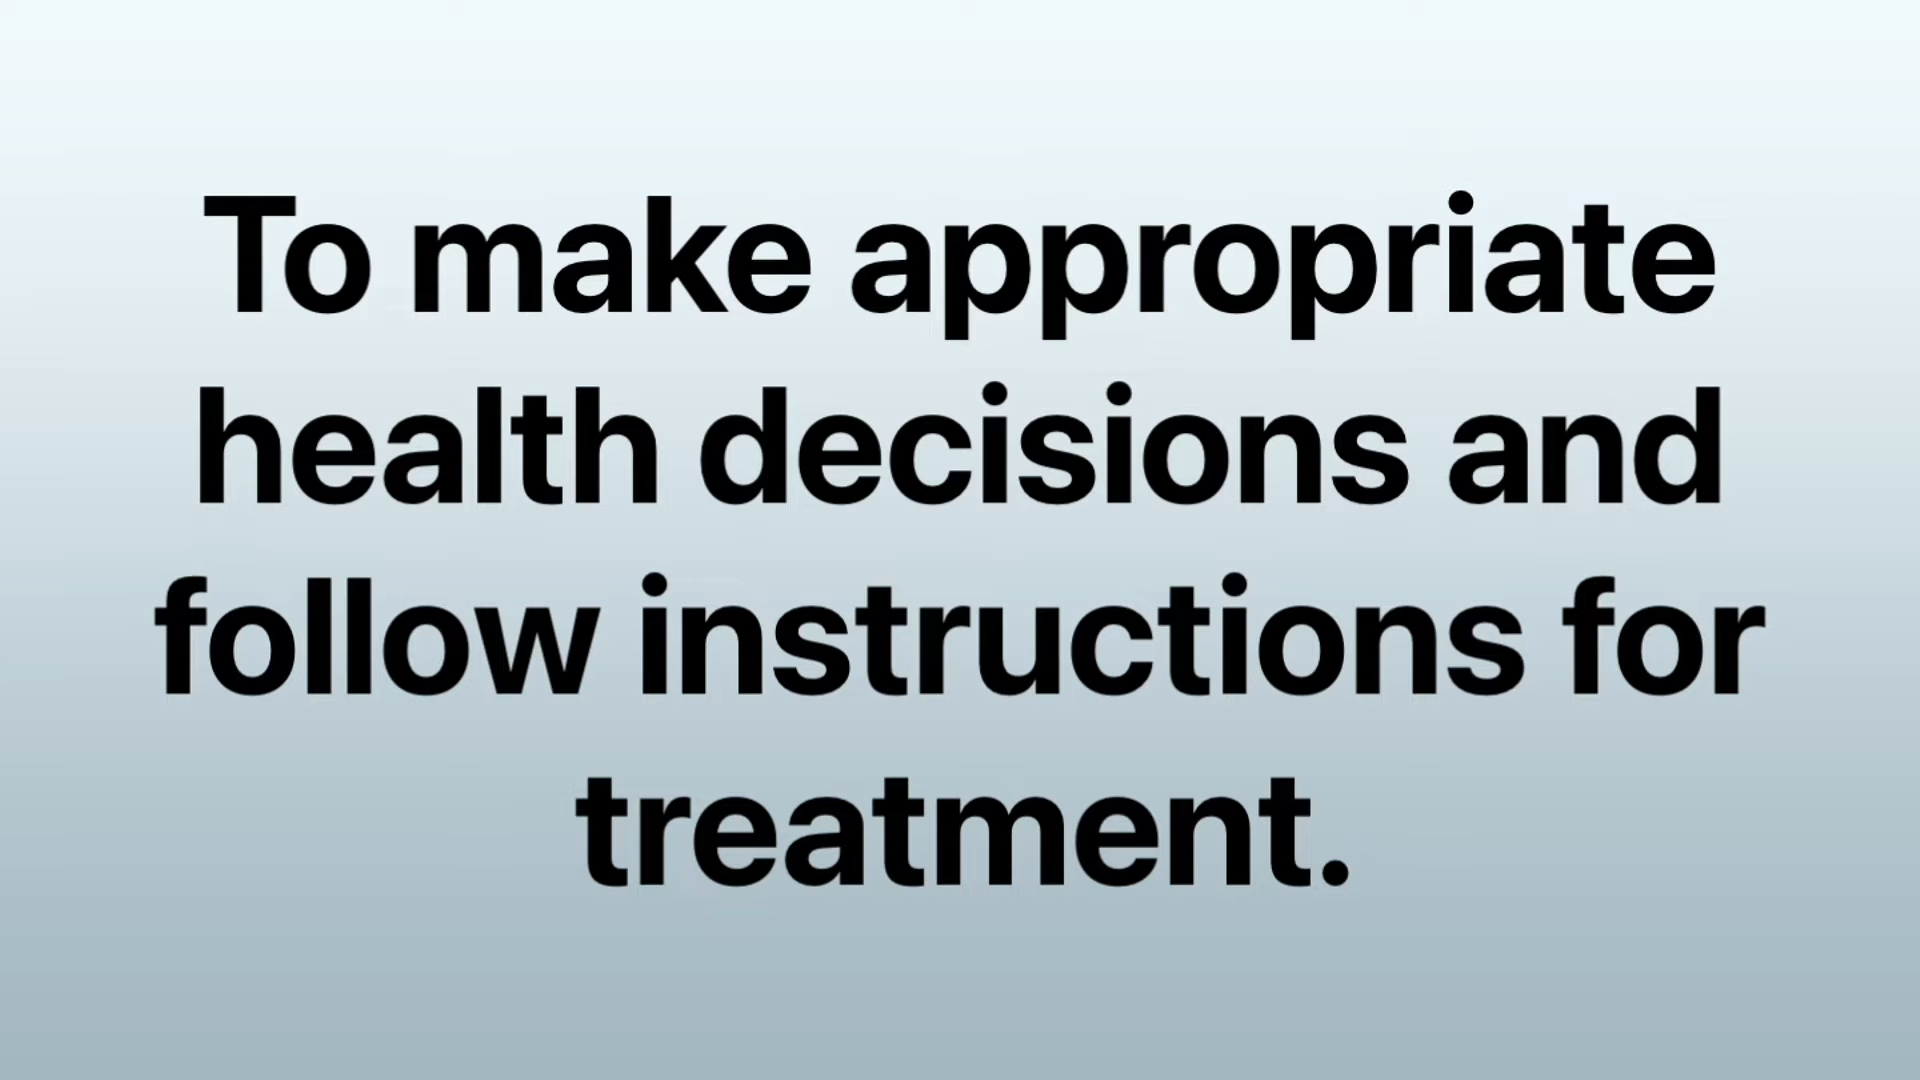 To make appropriate
health decisions and
follow instructions for
treatment.